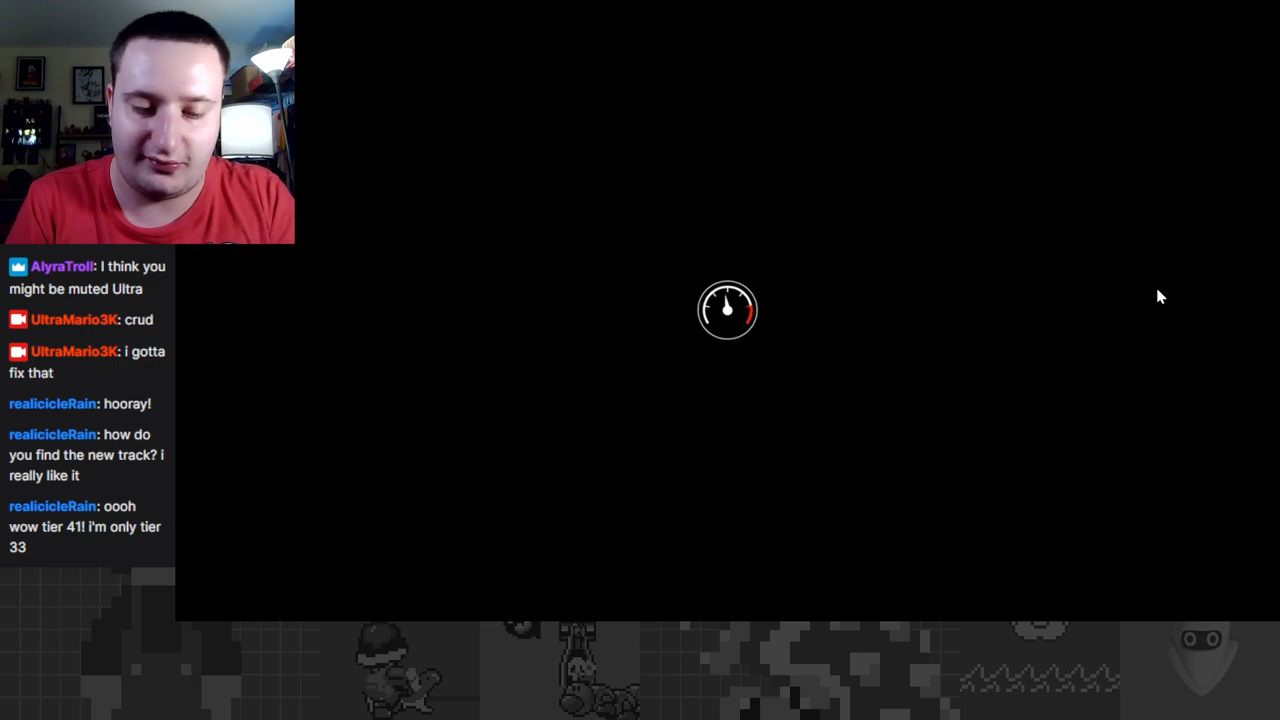 AlyraTroll: I think you
might be muted Ultra
UltraMario3K: crud
UltraMario3K: i gotta
fix that
realicicleRain: hooray!
realicicleRain: how do
you find the new track? i
really like it
realicicleRain: oooh
wow tier 41! i'm only tier
33